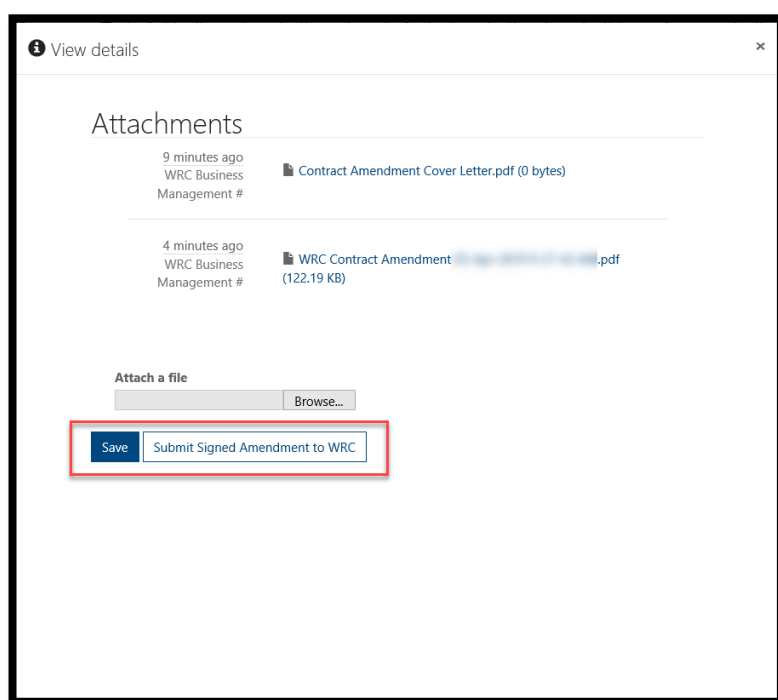 View details
×
Attachments
9 minutes ago
WRC Business
Management #
Contract Amendment Cover Letter.pdf (0 bytes)
4 minutes ago
WRC Business
Management #
WRC Contract Amendment .pdf
(122.19 KB)
Attach a file
Browse...
Save
Submit Signed Amendment to WRC